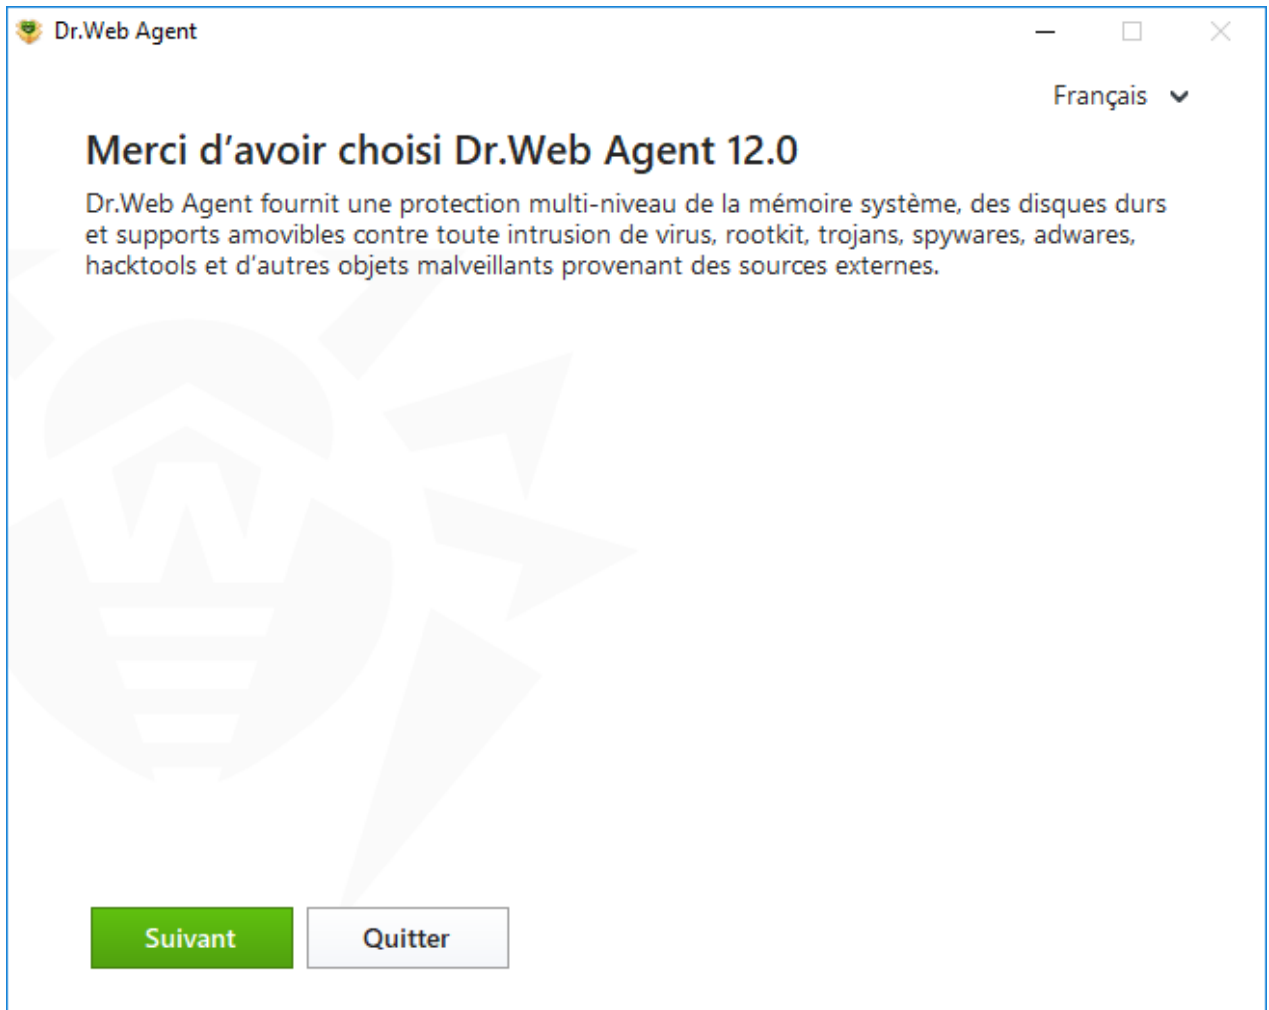 Dr.Web Agent
Français
Merci d’avoir choisi Dr.Web Agent 12.0
Dr.Web Agent fournit une protection multi-niveau de la mémoire système, des disques durs
et supports amovibles contre toute intrusion de virus, rootkit, trojans, spywares, adwares,
hacktools et d’autres objets malveillants provenant des sources externes.
Suivant
Quitter